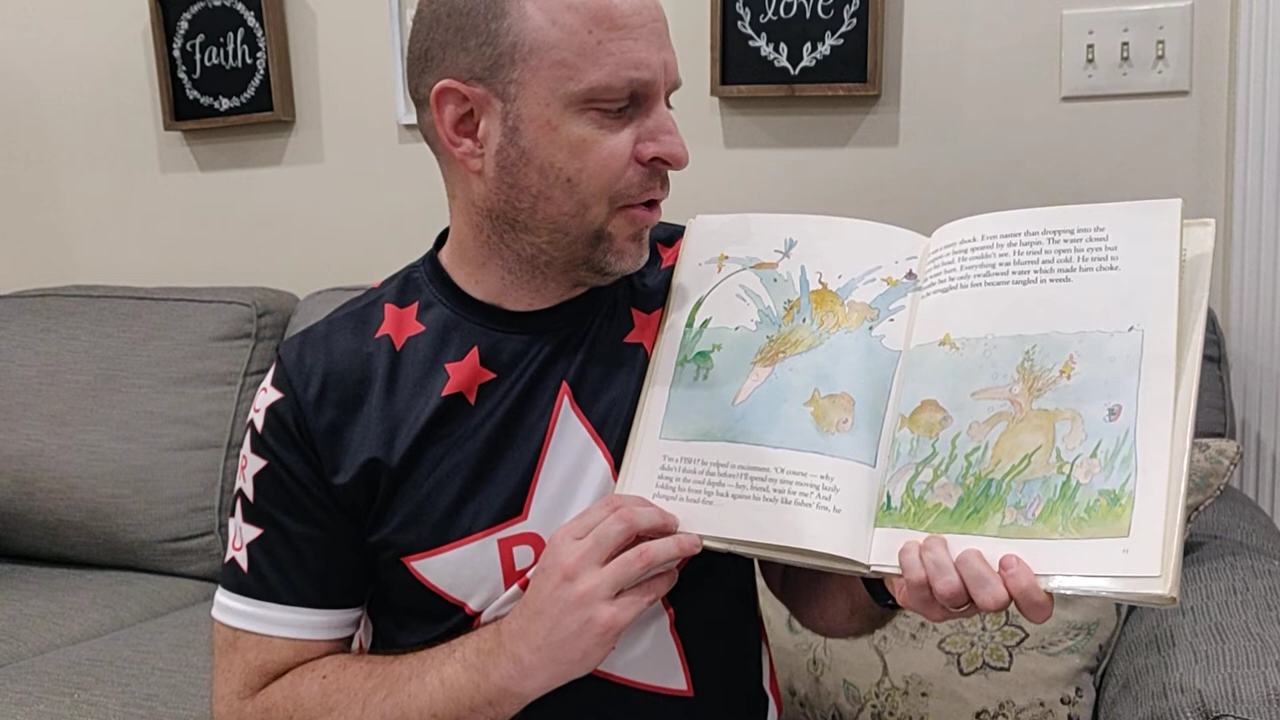 Faith
love
C
R
U
R
'I'm a FISH!' he yelped in excitement. 'Of course — why
didn't I think of that before? I'll spend my time moving lazily
along in the cool depths — hey, friend, wait for me!' And
folding his front legs back against his body like fishes' fins, he
plunged in head-first.
was a nasty shock. Even nastier than dropping into the
or being speared by the hatpin. The water closed
his head. He couldn't see. He tried to open his eyes but
water burn. Everything was blurred and cold. He tried to
but he only swallowed water which made him choke.
he struggled his feet became tangled in weeds.